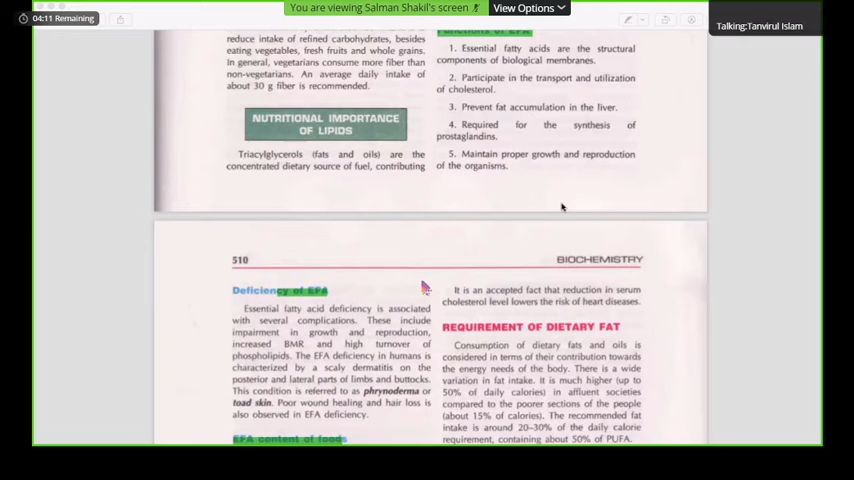 You are viewing Salman Shakil's screen
View Options
04:11 Remaining
Talking:Tanvirul Islam
reduce intake of refined carbohydrates, besides
eating vegetables, fresh fruits and whole grains.
In general, vegetarians consume more fiber than
non-vegetarians. An average daily intake of
about 30 g fiber is recommended.
NUTRITIONAL IMPORTANCE
OF LIPIDS
Triacylglycerols (fats and oils) are the
concentrated dietary source of fuel, contributing
Functions of EFA
1. Essential fatty acids are the structural
components of biological membranes.
2. Participate in the transport and utilization
of cholesterol.
3. Prevent fat accumulation in the liver.
4. Required for the synthesis of
prostaglandins.
5. Maintain proper growth and reproduction
of the organisms.
510
BIOCHEMISTRY
Deficiency of EFA
Essential fatty acid deficiency is associated
with several complications. These include
impairment in growth and reproduction,
increased BMR and high turnover of
phospholipids. The EFA deficiency in humans is
characterized by a scaly dermatitis on the
posterior and lateral parts of limbs and buttocks.
This condition is referred to as phrynoderma or
toad skin. Poor wound healing and hair loss is
also observed in EFA deficiency.
EFA content of foods
It is an accepted fact that reduction in serum
cholesterol level lowers the risk of heart diseases.
REQUIREMENT OF DIETARY FAT
Consumption of dietary fats and oils is
considered in terms of their contribution towards
the energy needs of the body. There is a wide
variation in fat intake. It is much higher (up to
50% of daily calories) in affluent societies
compared to the poorer sections of the people
(about 15% of calories). The recommended fat
intake is around 20–30% of the daily calorie
requirement, containing about 50% of PUFA.